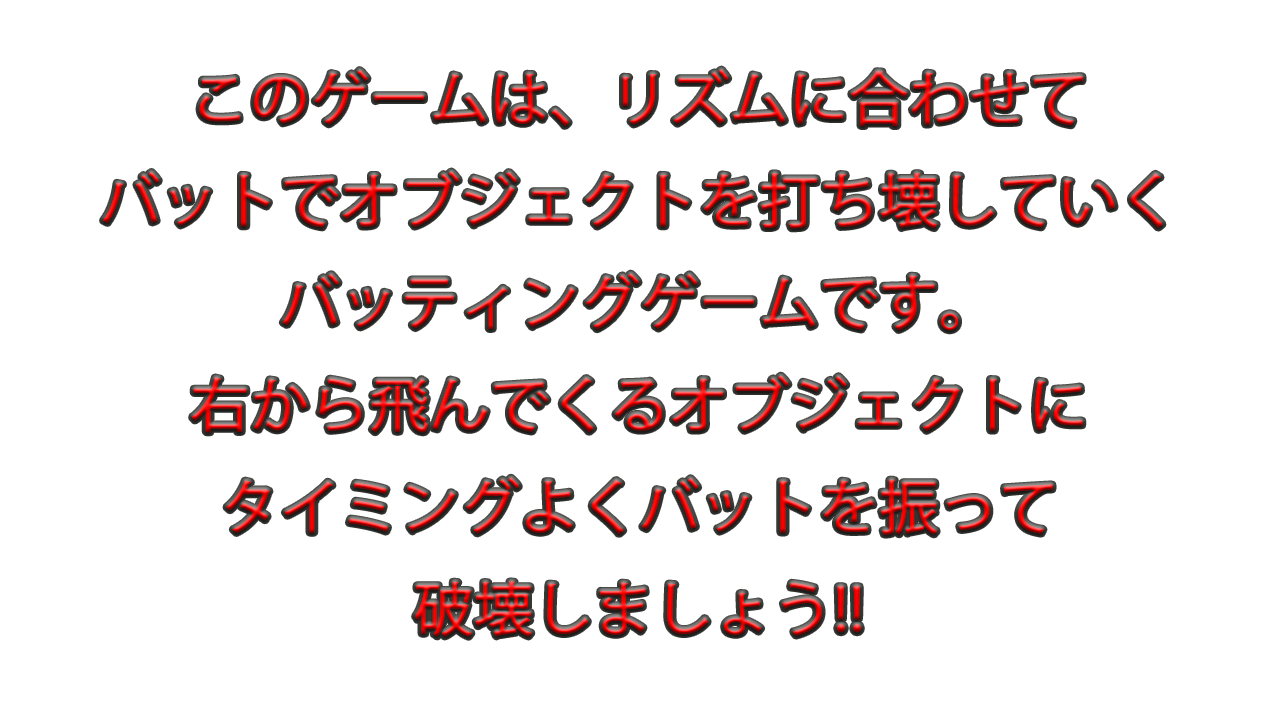 このゲームは、リズムに合わせて
バットでオブジェクトを打ち壊していく
バッティングゲームです。
右から飛んでくるオブジェクトに
タイミングよくバットを振って
破壊しましょう!!